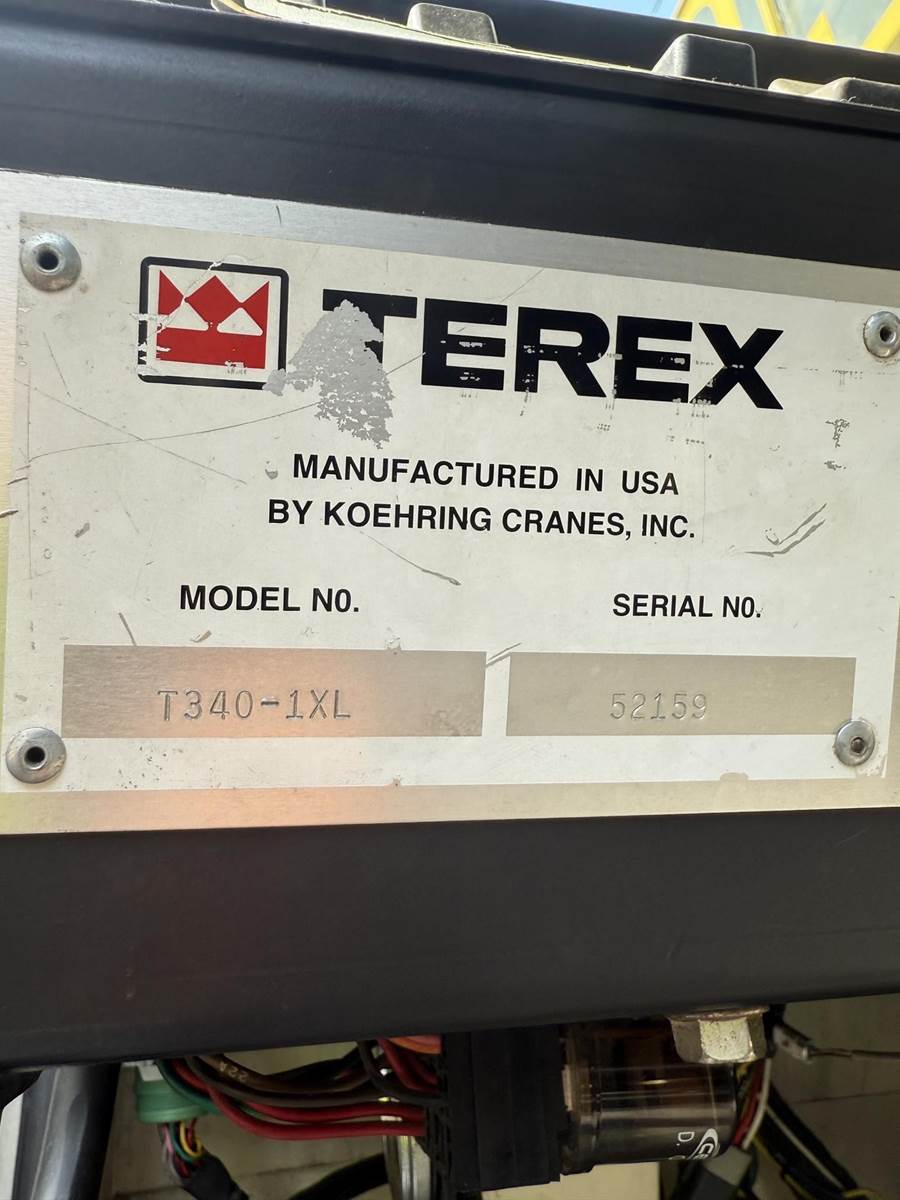 TEREX
MANUFACTURED IN USA
BY KOEHRING CRANES, INC.
MODEL NO. SERIAL NO.
T340-1XL 52159